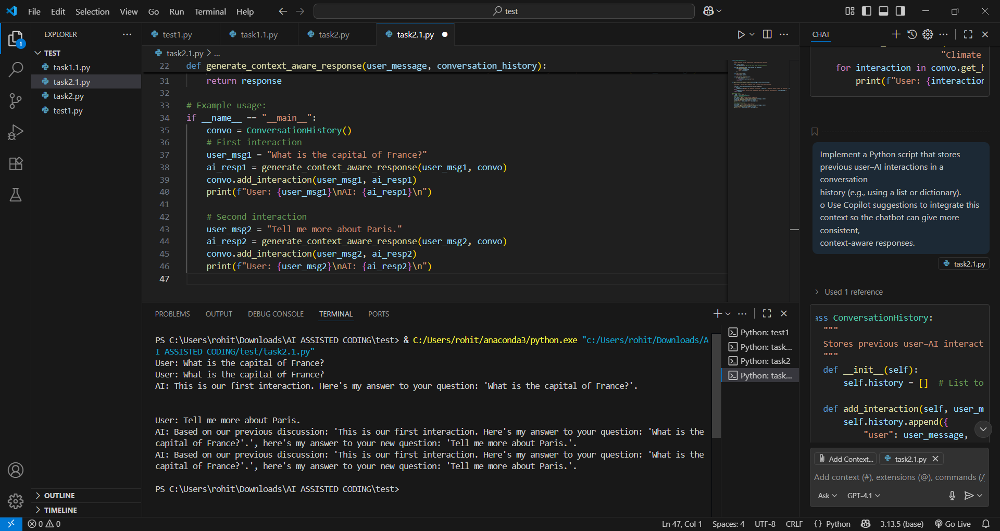 File Edit Selection View Go Run Terminal Help
test
EXPLORER
TEST
task1.1.py
task2.1.py
task2.py
test1.py
OUTLINE
TIMELINE
test1.py task1.1.py task2.py task2.1.py
task2.1.py > ...
22 def generate_context_aware_response(user_message, conversation_history):
31 return response
32
33 # Example usage:
34 if __name__ == "__main__":
35 convo = ConversationHistory()
36 # First interaction
37 user_msg1 = "What is the capital of France?"
38 ai_resp1 = generate_context_aware_response(user_msg1, convo)
39 convo.add_interaction(user_msg1, ai_resp1)
40 print(f"User: {user_msg1}\nAI: {ai_resp1}\n")
41
42 # Second interaction
43 user_msg2 = "Tell me more about Paris."
44 ai_resp2 = generate_context_aware_response(user_msg2, convo)
45 convo.add_interaction(user_msg2, ai_resp2)
46 print(f"User: {user_msg2}\nAI: {ai_resp2}\n")
47
PROBLEMS OUTPUT DEBUG CONSOLE TERMINAL PORTS
PS C:\Users\rohit\Downloads\AI ASSISTED CODING\test> & C:/Users/rohit/anaconda3/python.exe "c:/Users/rohit/Downloads/A
I ASSISTED CODING/test/task2.1.py"
User: What is the capital of France?
User: What is the capital of France?
AI: This is our first interaction. Here's my answer to your question: 'What is the capital of France?'.
User: Tell me more about Paris.
AI: Based on our previous discussion: 'This is our first interaction. Here's my answer to your question: 'What is the
capital of France?'.', here's my answer to your new question: 'Tell me more about Paris.'.
AI: Based on our previous discussion: 'This is our first interaction. Here's my answer to your question: 'What is the
capital of France?'.', here's my answer to your new question: 'Tell me more about Paris.'.
PS C:\Users\rohit\Downloads\AI ASSISTED CODING\test>
Python: test1
Python: task...
Python: task2
Python: task...
CHAT
"Climate
for interaction in convo.get_h
print(f"User: {interaction
Implement a Python script that stores
previous user–AI interactions in a
conversation
history (e.g., using a list or dictionary).
o Use Copilot suggestions to integrate this
context so the chatbot can give more
consistent,
context-aware responses.
task2.1.py
Used 1 reference
ass ConversationHistory:
"""
Stores previous user–AI interact
"""
def __init__(self):
self.history = [] # List to
def add_interaction(self, user_m
self.history.append({
"user": user_message,
Add Context... task2.1.py
Add context (#), extensions (@), commands (/
Ask GPT-4.1
1
0 0
Ln 47, Col 1 Spaces: 4 UTF-8 CRLF {} Python 3.13.5 (base) Go Live